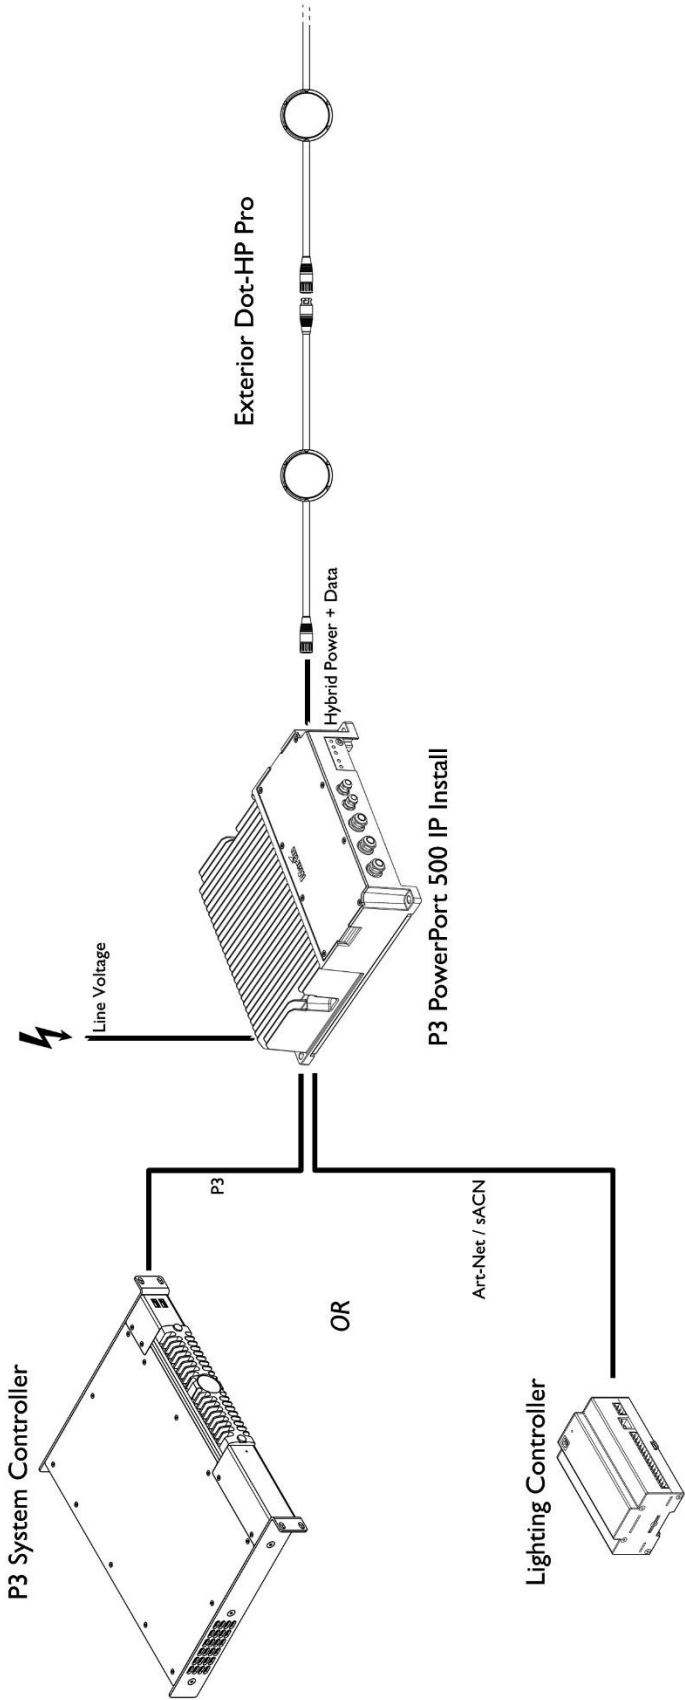 P3 System Controller
P3
OR
Art-Net / sACN
Lighting Controller
Line Voltage
P3 PowerPort 500 IP Install
Hybrid Power + Data
Exterior Dot-HP Pro